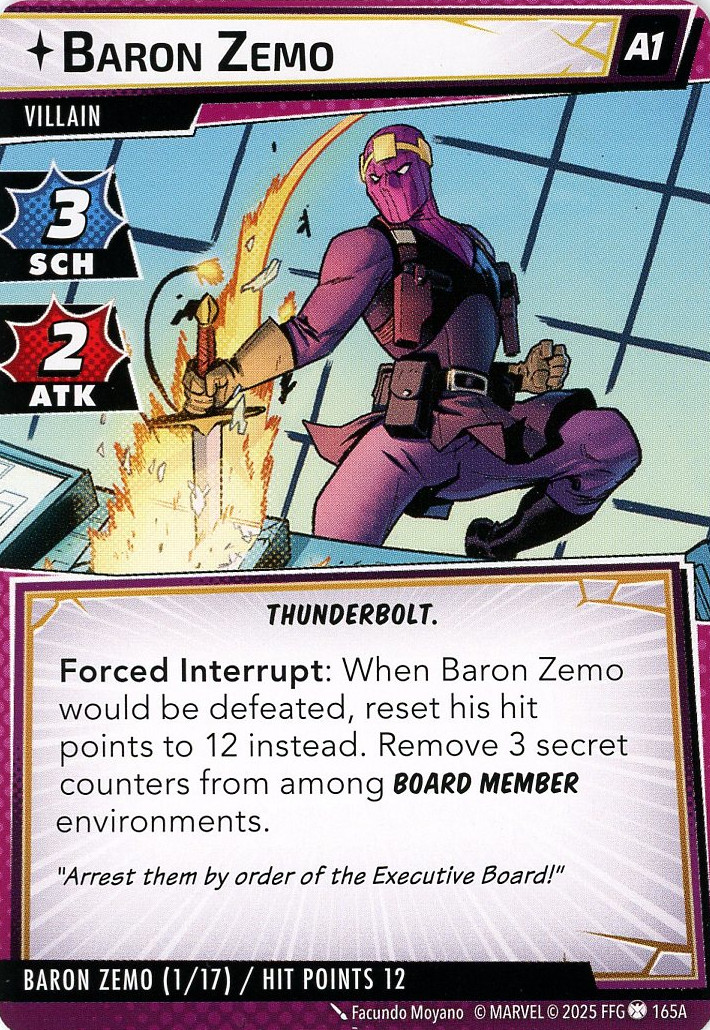 BARON ZEMO
A1
VILLAIN
3
SCH
2
ATK
THUNDERBOLT.
Forced Interrupt: When Baron Zemo
would be defeated, reset his hit
points to 12 instead. Remove 3 secret
counters from among BOARD MEMBER
environments.
"Arrest them by order of the Executive Board!"
BARON ZEMO (1/17) / HIT POINTS 12
Facundo Moyano © MARVEL © 2025 FFG 165A